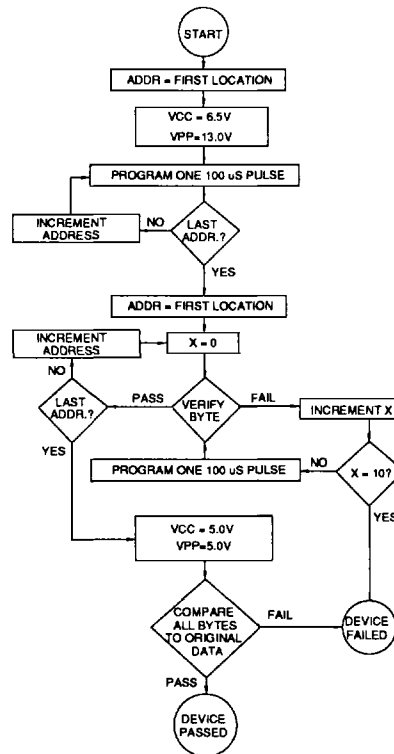 START
ADDR = FIRST LOCATION
VCC = 6.5V
VPP=13.0V
PROGRAM ONE 100 uS PULSE
INCREMENT
ADDRESS
NO
LAST
ADDR.?
YES
ADDR = FIRST LOCATION
INCREMENT
ADDRESS
X = 0
NO
LAST
ADDR.?
PASS
VERIFY
BYTE
FAIL
INCREMENT X
YES
PROGRAM ONE 100 uS PULSE
NO
X = 10?
YES
VCC = 5.0V
VPP=5.0V
COMPARE
ALL BYTES
TO ORIGINAL
DATA
FAIL
DEVICE
FAILED
PASS
DEVICE
PASSED